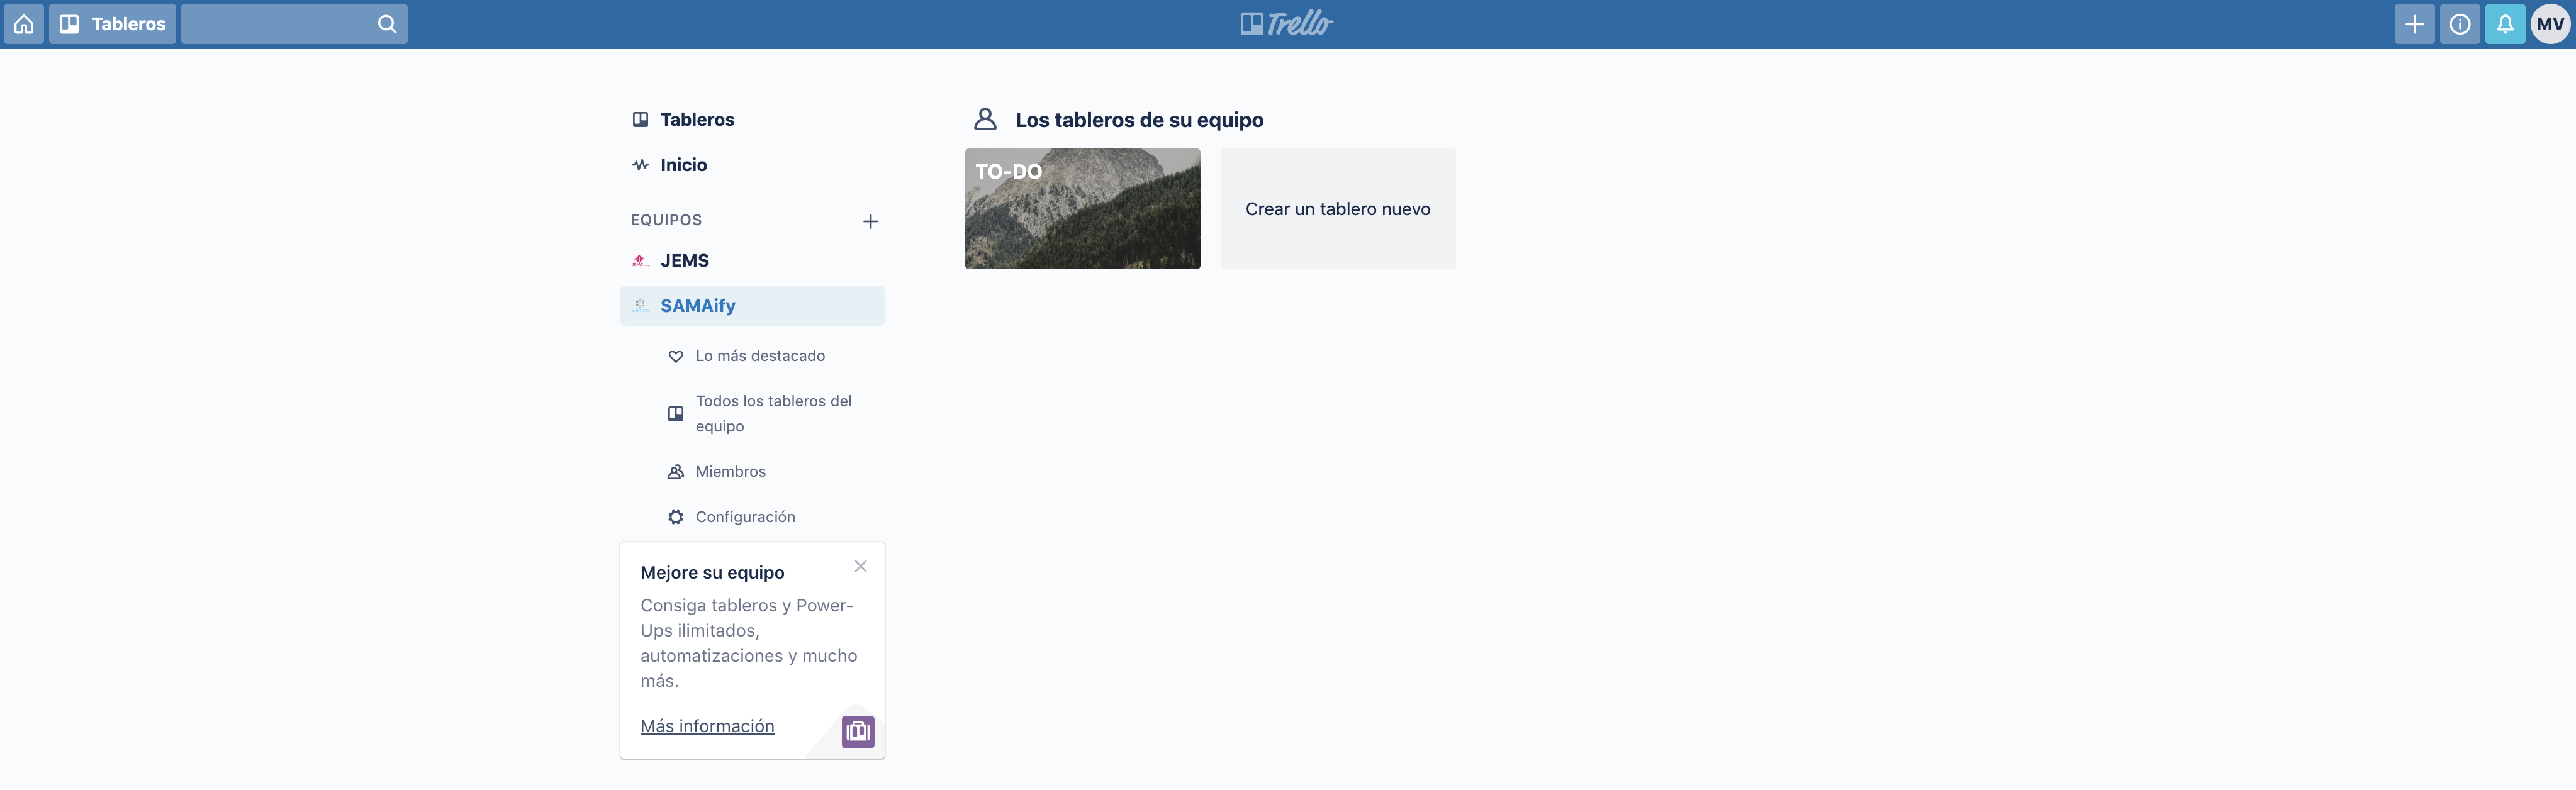 Tableros
Trello
MV
Tableros
Inicio
EQUIPOS
JEMS
SAMAify
Lo más destacado
Todos los tableros del
equipo
Miembros
Configuración
Mejore su equipo
Consiga tableros y Power-
Ups ilimitados,
automatizaciones y mucho
más.
Más información
Los tableros de su equipo
TO-DO
Crear un tablero nuevo